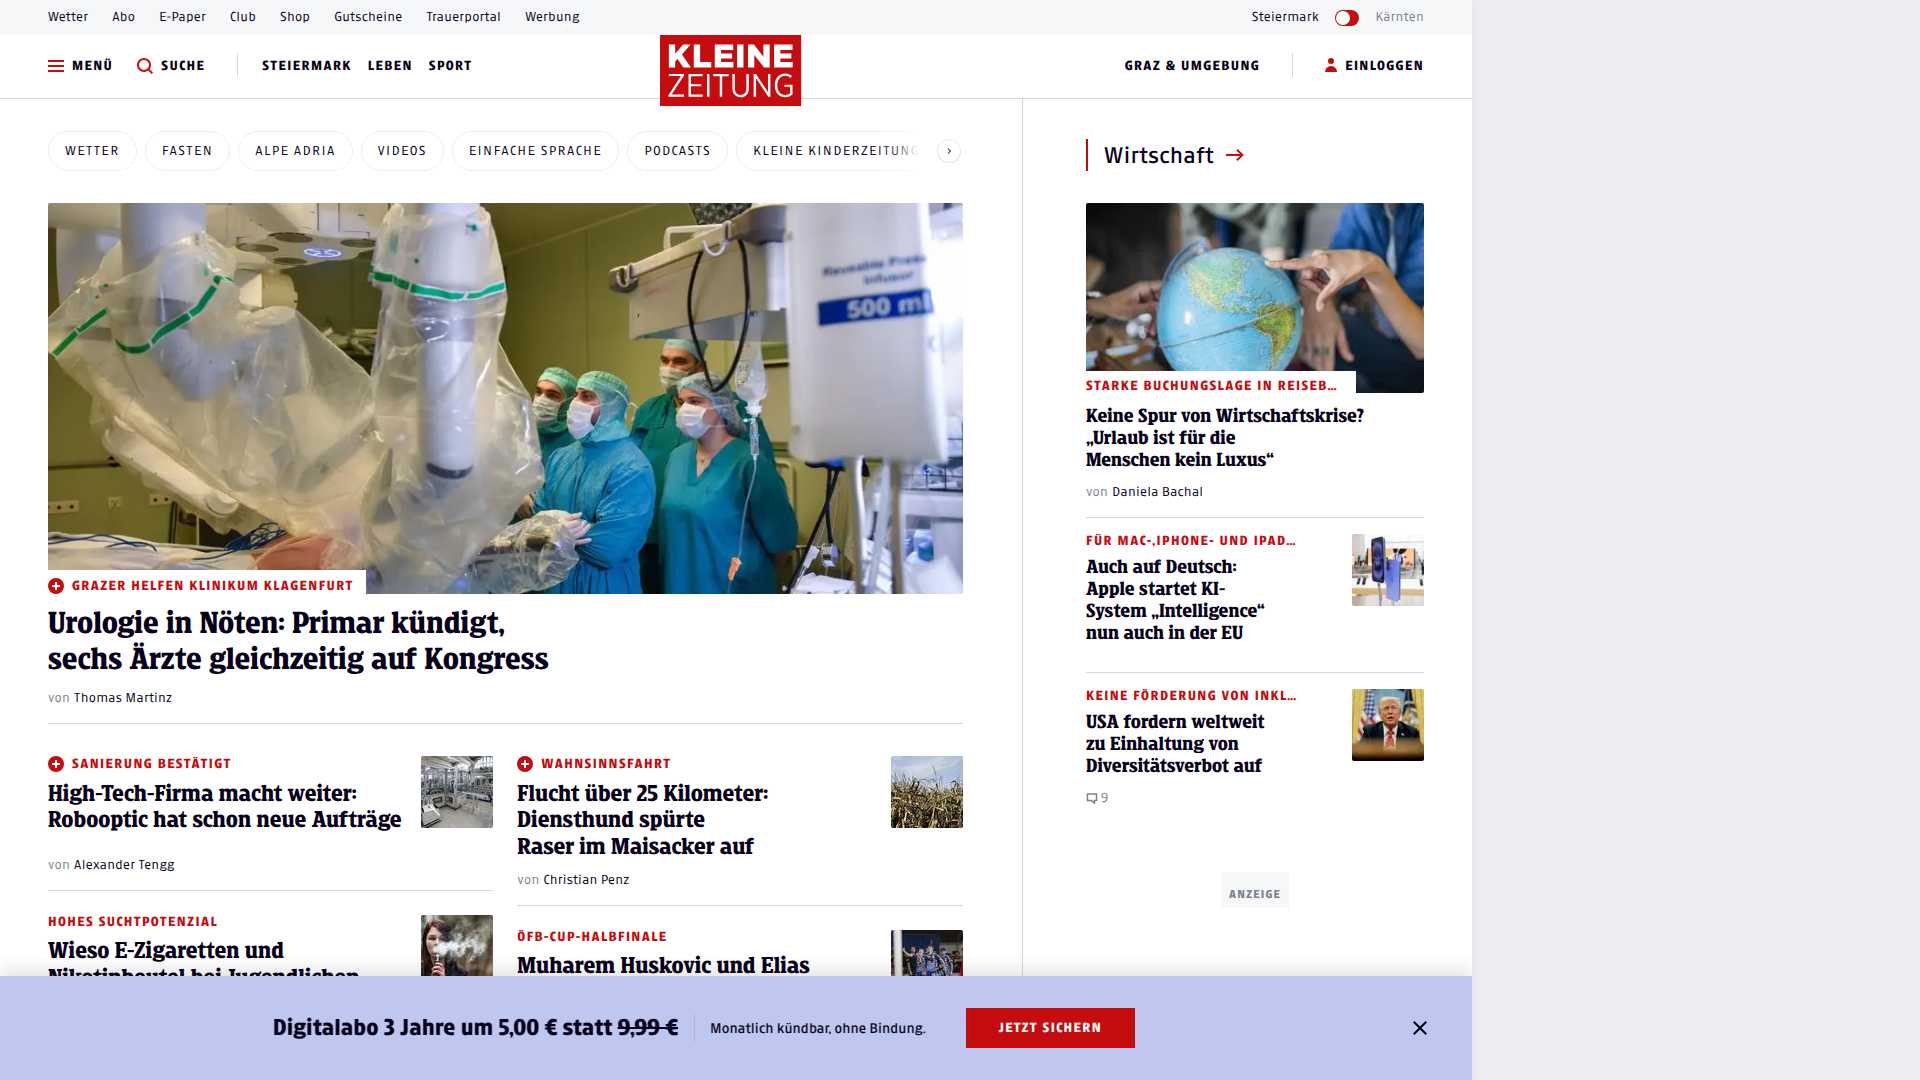 Wetter Abo E-Paper Club Shop Gutscheine Trauerportal Werbung
Steiermark Kärnten
MENÜ SUCHE STEIERMARK LEBEN SPORT
KLEINE
ZEITUNG
GRAZ & UMGEBUNG EINLOGGEN
WETTER FASTEN ALPE ADRIA VIDEOS EINFACHE SPRACHE PODCASTS KLEINE KINDERZEITUNG
500 ml
GRAZER HELFEN KLINIKUM KLAGENFURT
Urologie in Nöten: Primar kündigt,
sechs Ärzte gleichzeitig auf Kongress
von Thomas Martinz
SANIERUNG BESTÄTIGT
High-Tech-Firma macht weiter:
Robooptic hat schon neue Aufträge
von Alexander Tengg
HOHES SUCHTPOTENZIAL
Wieso E-Zigaretten und
Nikotinbeutel bei Jugendlichen
WAHNSINNSFAHRT
Flucht über 25 Kilometer:
Diensthund spürte
Raser im Maisacker auf
von Christian Penz
ÖFB-CUP-HALBFINALE
Muharem Huskovic und Elias
Wirtschaft
STARKE BUCHUNGSLAGE IN REISEB…
Keine Spur von Wirtschaftskrise?
„Urlaub ist für die
Menschen kein Luxus“
von Daniela Bachal
FÜR MAC-,IPHONE- UND IPAD…
Auch auf Deutsch:
Apple startet KI-
System „Intelligence“
nun auch in der EU
KEINE FÖRDERUNG VON INKL…
USA fordern weltweit
zu Einhaltung von
Diversitätsverbot auf
9
ANZEIGE
Digitalabo 3 Jahre um 5,00 € statt 9,99 €
Monatlich kündbar, ohne Bindung.
JETZT SICHERN